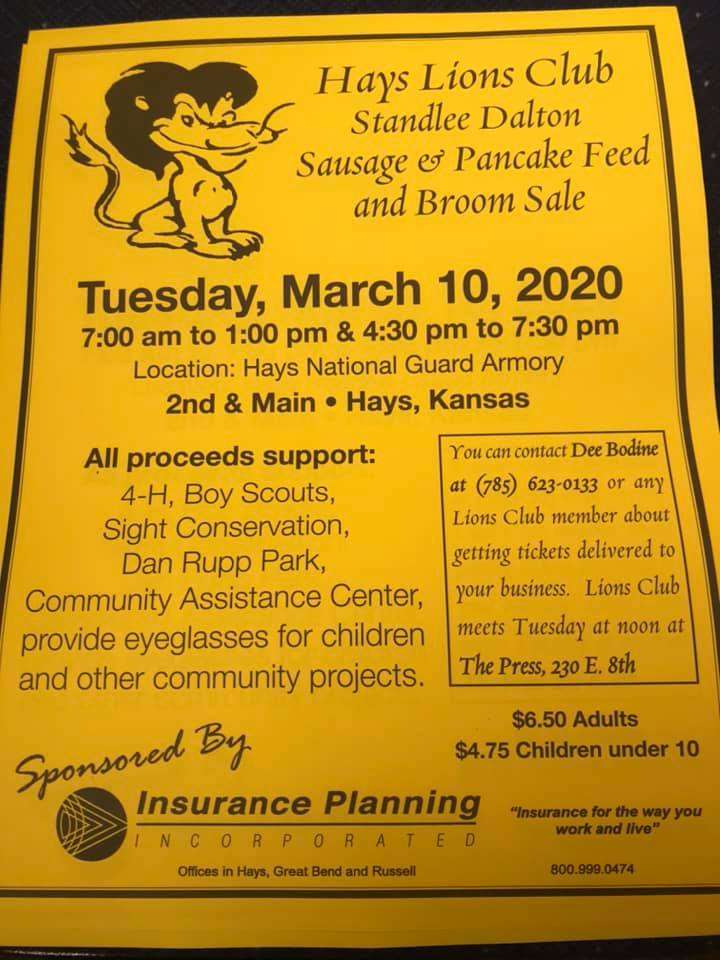 Hays Lions Club
Standlee Dalton
Sausage & Pancake Feed
and Broom Sale
Tuesday, March 10, 2020
7:00 am to 1:00 pm & 4:30 pm to 7:30 pm
Location: Hays National Guard Armory
2nd & Main • Hays, Kansas
All proceeds support:
4-H, Boy Scouts,
Sight Conservation,
Dan Rupp Park,
Community Assistance Center,
provide eyeglasses for children
and other community projects.
You can contact Dee Bodine
at (785) 623-0133 or any
Lions Club member about
getting tickets delivered to
your business. Lions Club
meets Tuesday at noon at
The Press, 230 E. 8th
$6.50 Adults
$4.75 Children under 10
Sponsored By
Insurance Planning
INCORPORATED
Offices in Hays, Great Bend and Russell
"Insurance for the way you
work and live"
800.999.0474